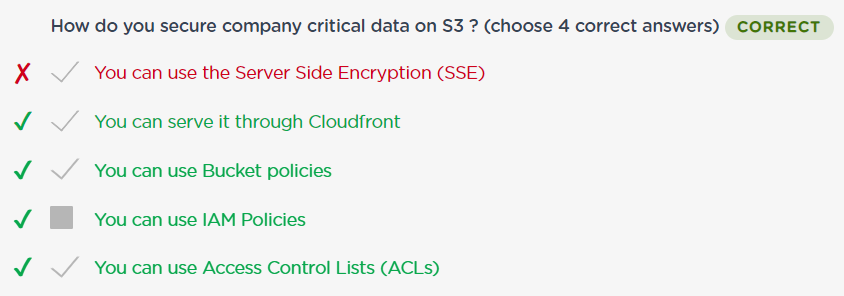 How do you secure company critical data on S3 ? (choose 4 correct answers) CORRECT
You can use the Server Side Encryption (SSE)
You can serve it through Cloudfront
You can use Bucket policies
You can use IAM Policies
You can use Access Control Lists (ACLs)